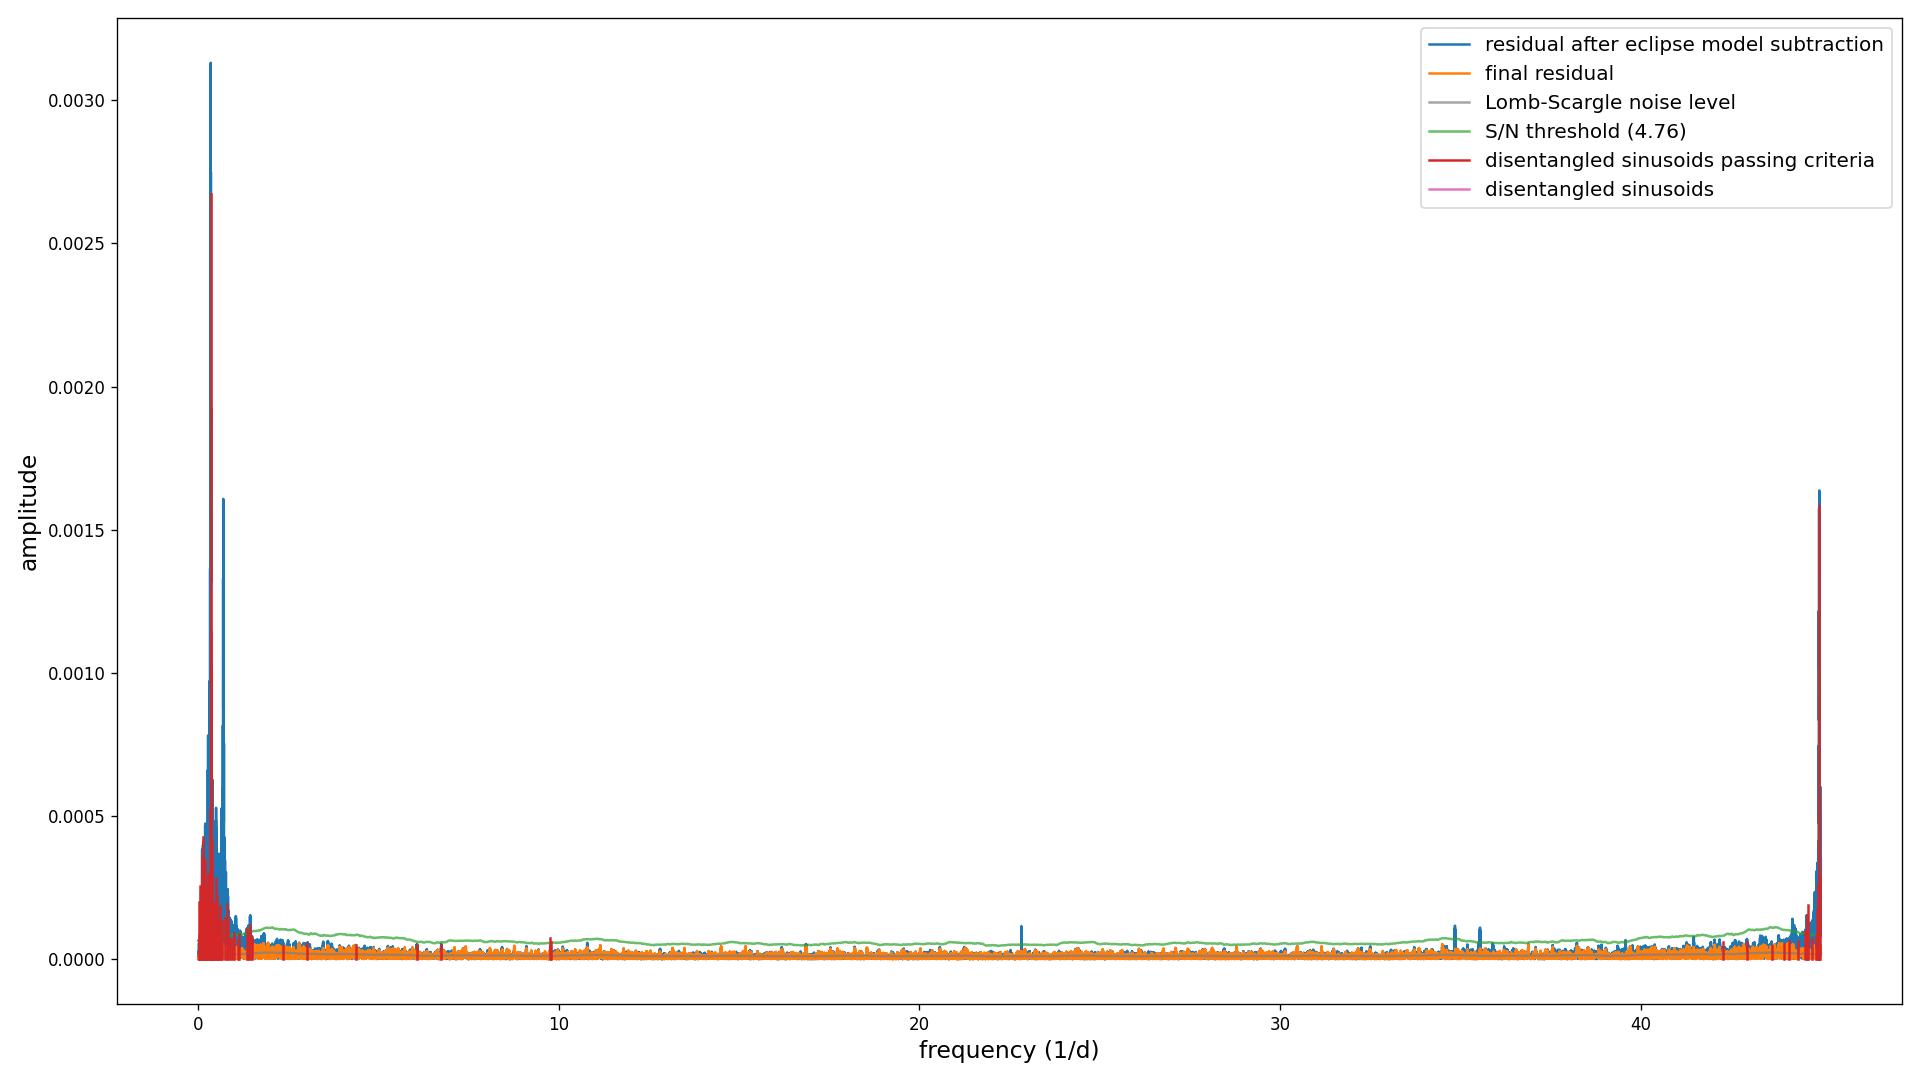 residual after eclipse model subtraction
final residual
Lomb-Scargle noise level
S/N threshold (4.76)
disentangled sinusoids passing criteria
disentangled sinusoids
amplitude
0.0030
0.0025
0.0020
0.0015
0.0010
0.0005
0.0000
0 10 20 30 40
frequency (1/d)